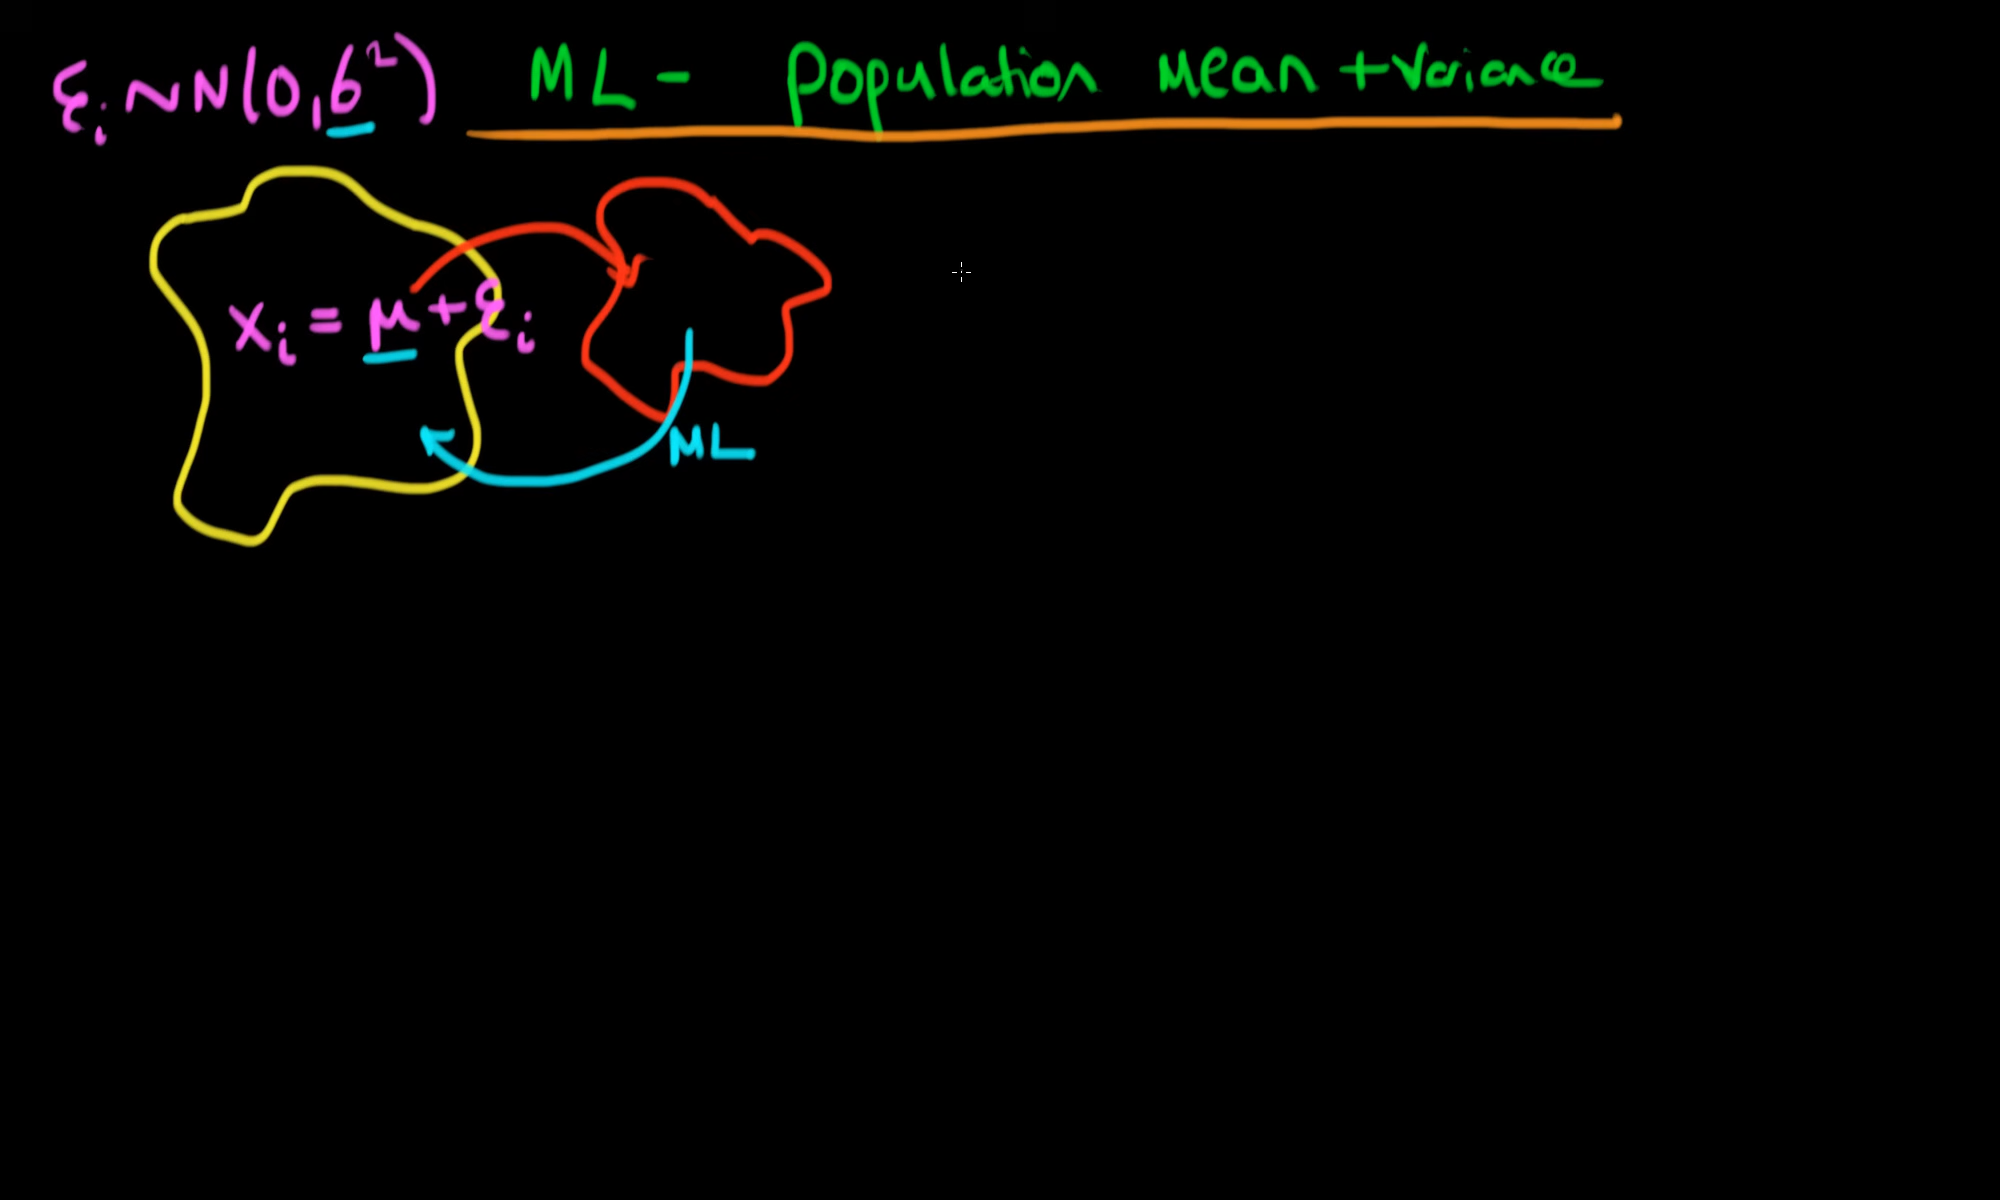 εᵢ ~ N(0, σ²) ML - Population Mean + Variance
xᵢ = μ + εᵢ
ML